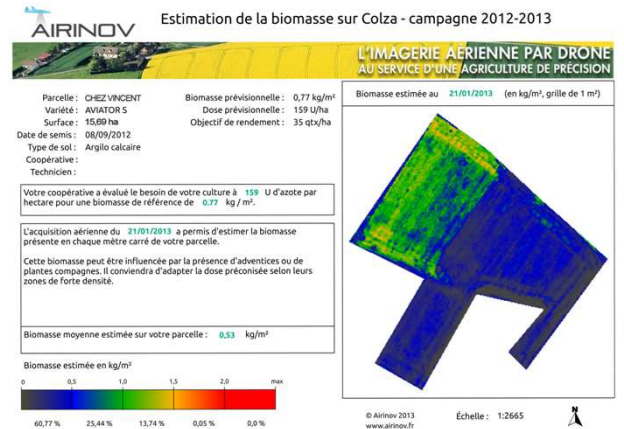 AIRINOV
Estimation de la biomasse sur Colza - campagne 2012-2013
L'IMAGERIE AÉRIENNE PAR DRONE
AU SERVICE D'UNE AGRICULTURE DE PRÉCISION
Parcelle : CHEZ VINCENT
Variété : AVIATOR S
Surface : 15,69 ha
Date de semis : 08/09/2012
Type de sol : Argilo calcaire
Coopérative :
Technicien :
Biomasse prévisionnelle : 0,77 kg/m²
Dose prévisionnelle : 159 U/ha
Objectif de rendement : 35 qtx/ha
Votre coopérative a évalué le besoin de votre culture à 159 U d'azote par
hectare pour une biomasse de référence de 0.77 kg / m².
L'acquisition aérienne du 21/01/2013 a permis d'estimer la biomasse
présente en chaque mètre carré de votre parcelle.
Cette biomasse peut être influencée par la présence d'adventices ou de
plantes compagnes. Il conviendra d'adapter la dose préconisée selon leurs
zones de forte densité.
Biomasse moyenne estimée sur votre parcelle : 0,53 kg/m²
Biomasse estimée en kg/m²
0 0,5 1,0 1,5 2,0 max
60,77 % 25,44 % 13,74 % 0,05 % 0,0 %
Biomasse estimée au 21/01/2013 (en kg/m², grille de 1 m²)
© Airinov 2013
www.airinov.fr
Échelle : 1:2665
N